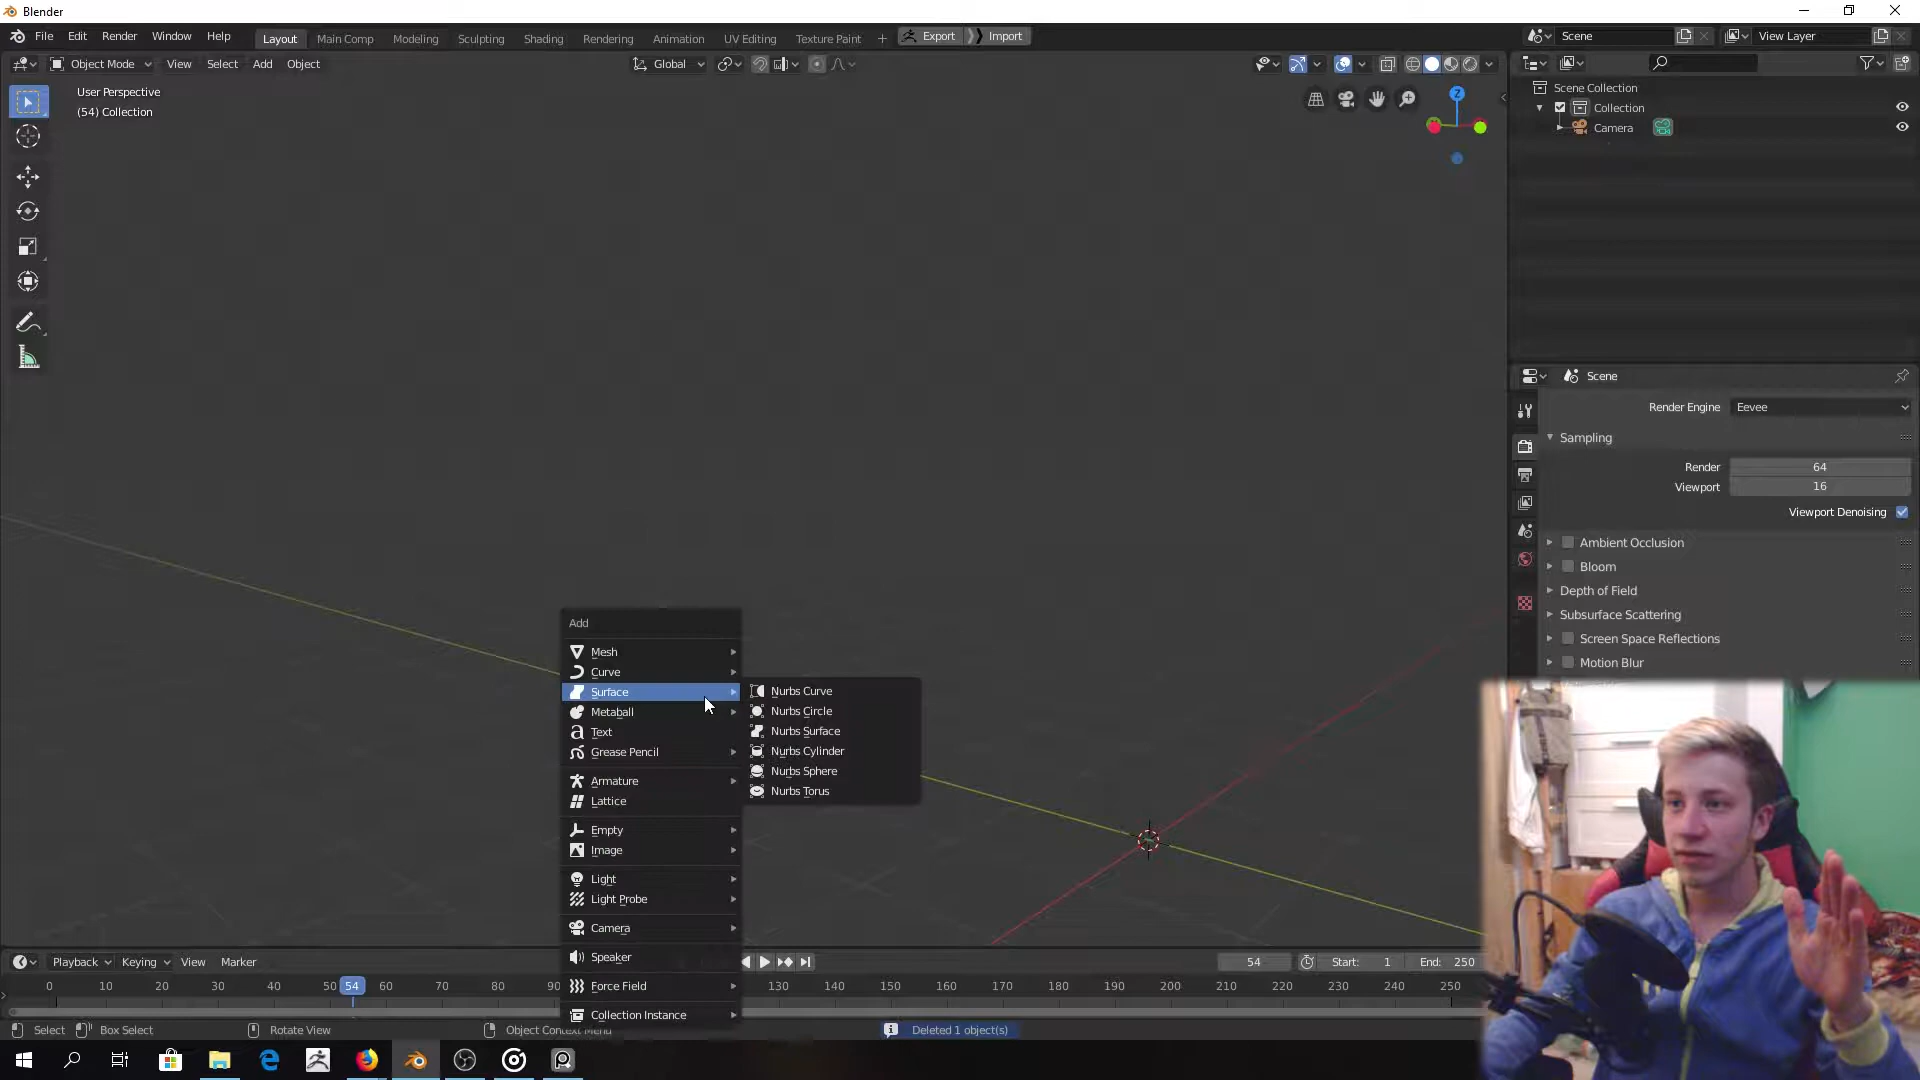 Blender
File Edit Render Window Help Layout Main Comp Modeling Sculpting Shading Rendering Animation UV Editing Texture Paint + Export Import Scene View Layer
Object Mode View Select Add Object Global
User Perspective
(54) Collection
Z
Scene Collection
Collection
Camera
Scene
Render Engine Eevee
Sampling
Render 64
Viewport 16
Viewport Denoising
Ambient Occlusion
Bloom
Depth of Field
Subsurface Scattering
Screen Space Reflections
Motion Blur
Add
Mesh
Curve
Surface
Metaball
Text
Grease Pencil
Armature
Lattice
Empty
Image
Light
Light Probe
Camera
Speaker
Force Field
Collection Instance
Nurbs Curve
Nurbs Circle
Nurbs Surface
Nurbs Cylinder
Nurbs Sphere
Nurbs Torus
Playback Keying View Marker 54 Start: 1 End: 250
0 10 20 30 40 50 54 60 70 80 130 140 150 160 170 180 190 200 210 220 230 240 250
Select Box Select Rotate View Object Context Menu Deleted 1 object(s)